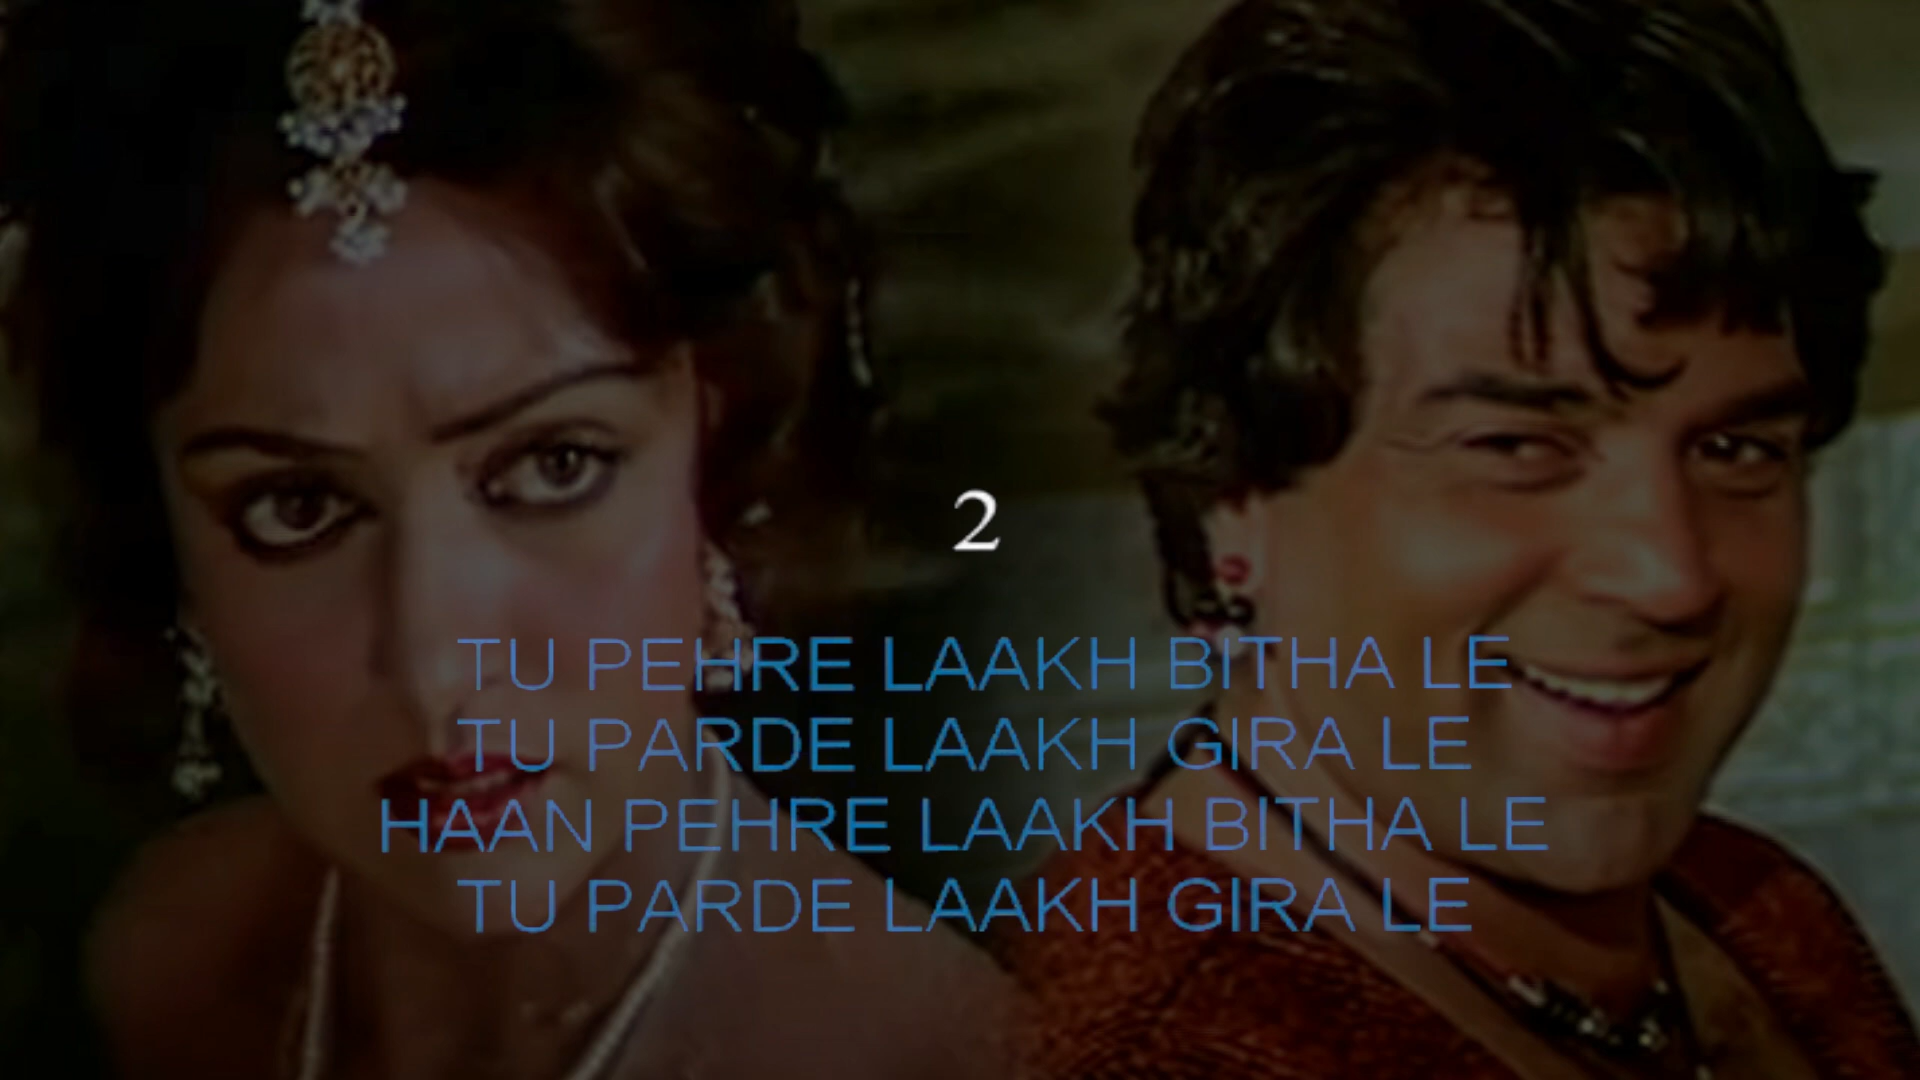 2
TU PEHRE LAAKH BITHA LE
TU PARDE LAAKH GIRA LE
HAAN PEHRE LAAKH BITHA LE
TU PARDE LAAKH GIRA LE